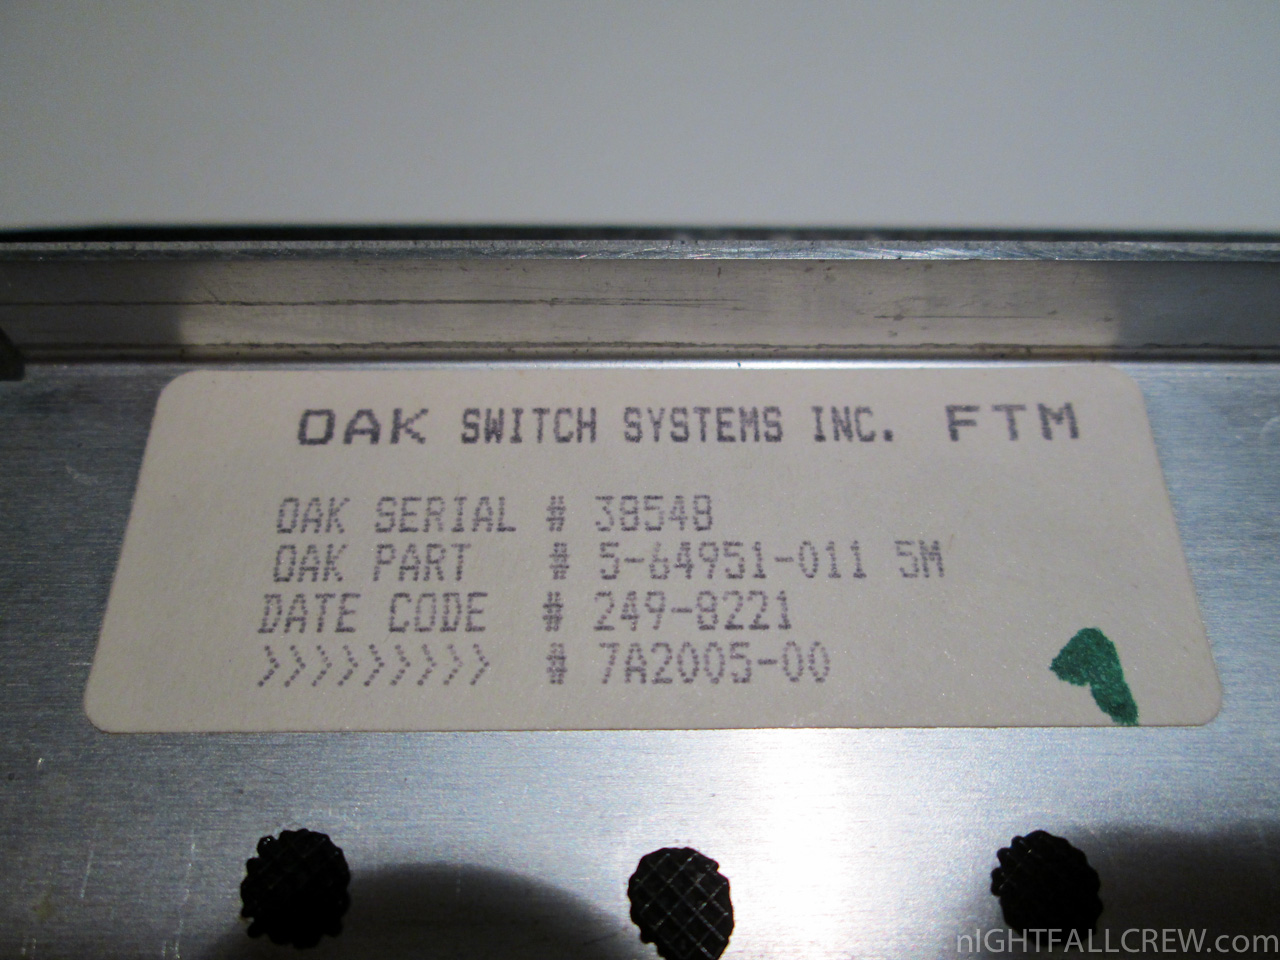 OAK SWITCH SYSTEMS INC. FTM
OAK SERIAL # 38548
OAK PART # 5-64951-011 5M
DATE CODE # 249-8221
>>>>>>>>> # 7A2005-00
nIGHTFALLCREW.com